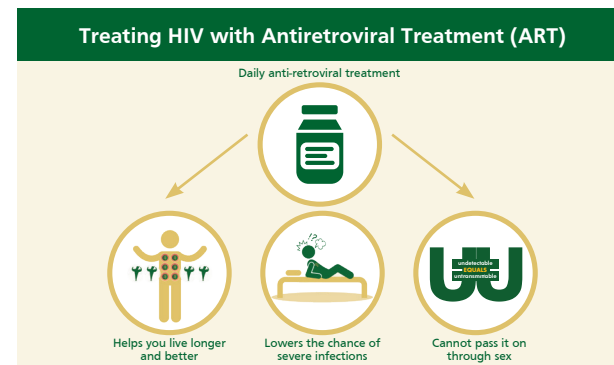 Treating HIV with Antiretroviral Treatment (ART)
Daily anti-retroviral treatment
!?
undetectable
EQUALS
untransmittable
Helps you live longer
and better
Lowers the chance of
severe infections
Cannot pass it on
through sex